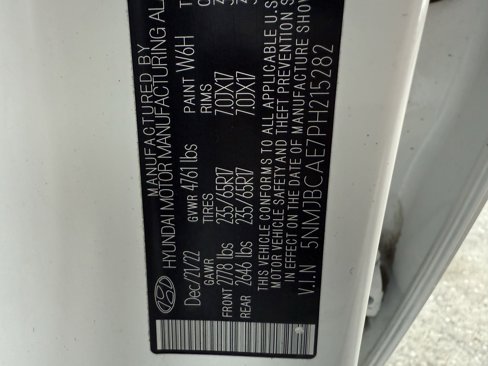 MANUFACTURED BY
HYUNDAI MOTOR MANUFACTURING AL
Dec/21/22 GVWR 4761 lbs PAINT W6H
GAWR TIRES RIMS
FRONT 2778 lbs 235/65R17 7.0JX17
REAR 2646 lbs 235/65R17 7.0JX17
THIS VEHICLE CONFORMS TO ALL APPLICABLE U.S
MOTOR VEHICLE SAFETY AND THEFT PREVENTION S
IN EFFECT ON THE DATE OF MANUFACTURE SHOW
V.I.N 5NMJBCAE7PH215282